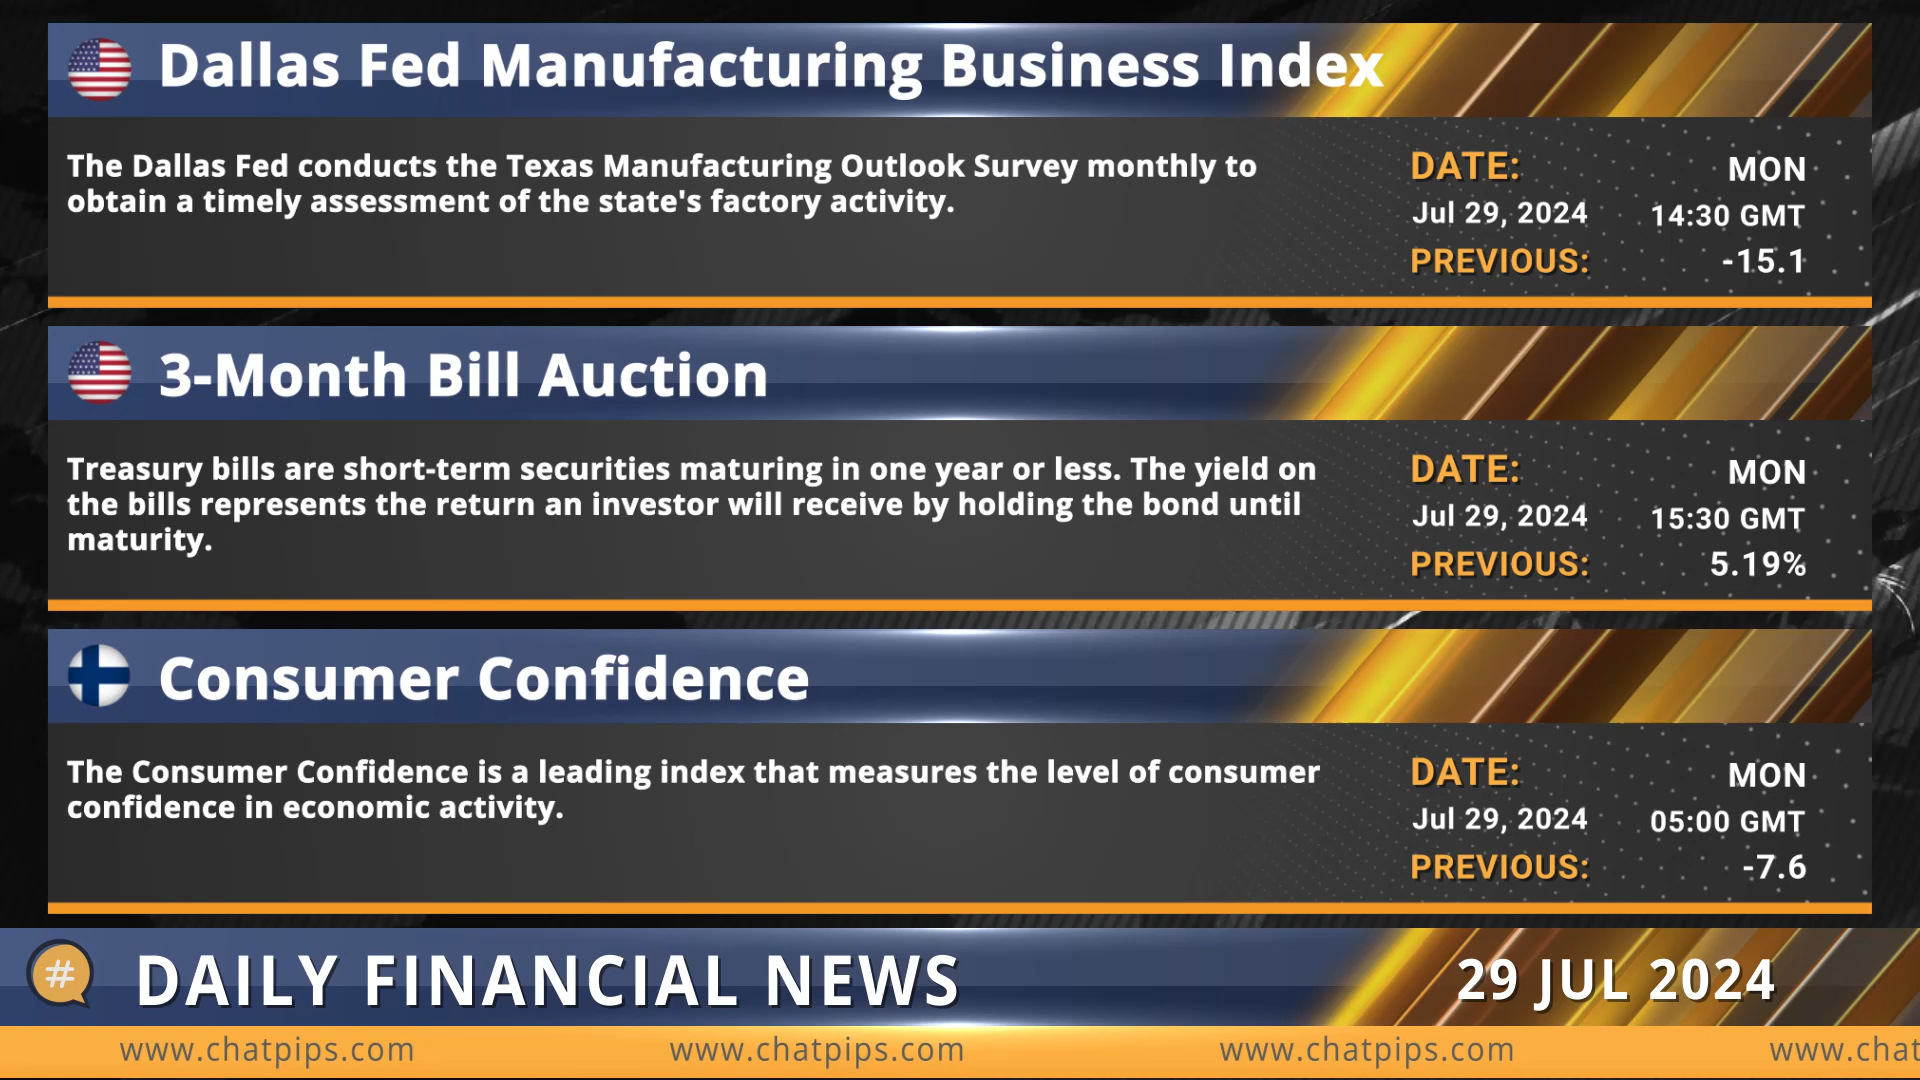 Dallas Fed Manufacturing Business Index
The Dallas Fed conducts the Texas Manufacturing Outlook Survey monthly to
obtain a timely assessment of the state's factory activity.
DATE: MON
Jul 29, 2024 14:30 GMT
PREVIOUS: -15.1
3-Month Bill Auction
Treasury bills are short-term securities maturing in one year or less. The yield on
the bills represents the return an investor will receive by holding the bond until
maturity.
DATE: MON
Jul 29, 2024 15:30 GMT
PREVIOUS: 5.19%
Consumer Confidence
The Consumer Confidence is a leading index that measures the level of consumer
confidence in economic activity.
DATE: MON
Jul 29, 2024 05:00 GMT
PREVIOUS: -7.6
# DAILY FINANCIAL NEWS 29 JUL 2024
www.chatpips.com www.chatpips.com www.chatpips.com www.chat